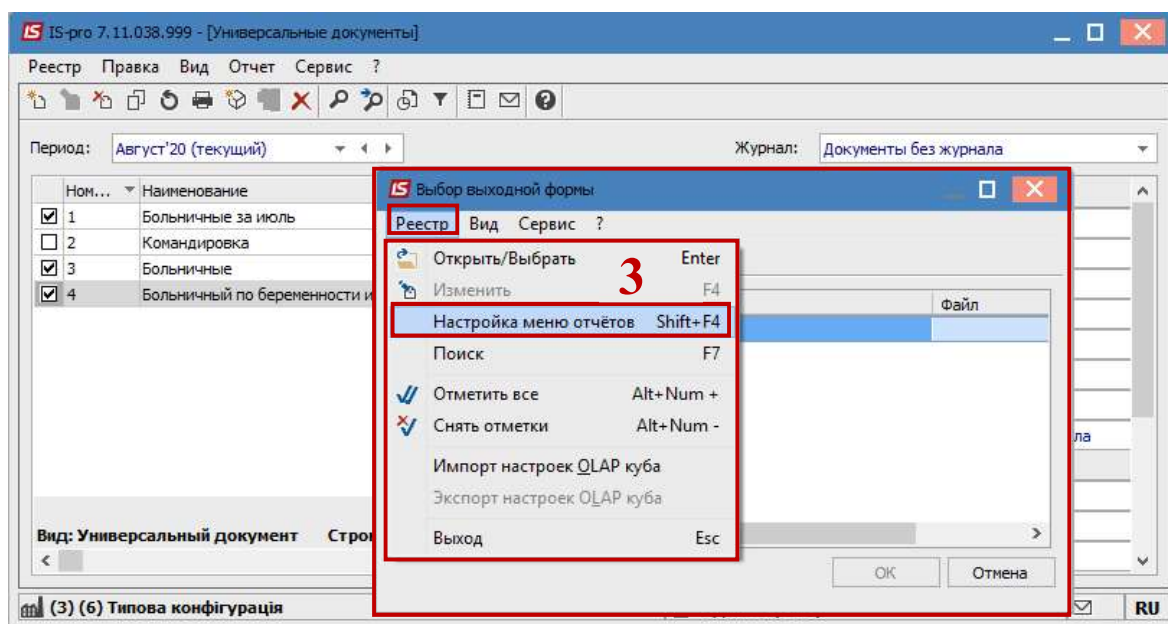 IS-pro 7.11.038.999 - [Универсальные документы]
Реестр Правка Вид Отчет Сервис ?
Период: Август'20 (текущий) Журнал: Документы без журнала
Ном... Наименование
1 Больничные за июль
2 Командировка
3 Больничные
4 Больничный по беременности и
Вид: Универсальный документ
Выбор выходной формы
Реестр Вид Сервис ?
Открыть/Выбрать Enter
3
Изменить F4
Файл
Настройка меню отчётов Shift+F4
Поиск F7
Отметить все Alt+Num +
Снять отметки Alt+Num -
Импорт настроек OLAP куба
Экспорт настроек OLAP куба
Выход Esc
ОК Отмена
(3) (6) Типова конфігурація
RU